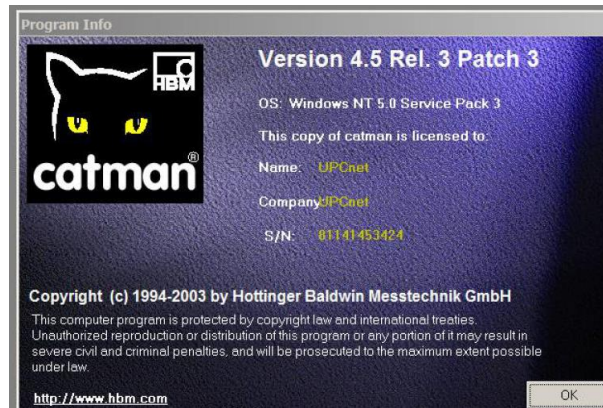 Program Info
HBM
catman®
Version 4.5 Rel. 3 Patch 3
OS: Windows NT 5.0 Service Pack 3
This copy of catman is licensed to:
Name: UPCnet
Company: UPCnet
S/N: 81141453424
Copyright (c) 1994-2003 by Hottinger Baldwin Messtechnik GmbH
This computer program is protected by copyright law and international treaties.
Unauthorized reproduction or distribution of this program or any portion of it may result in
severe civil and criminal penalties, and will be prosecuted to the maximum extent possible
under law.
http://www.hbm.com
OK